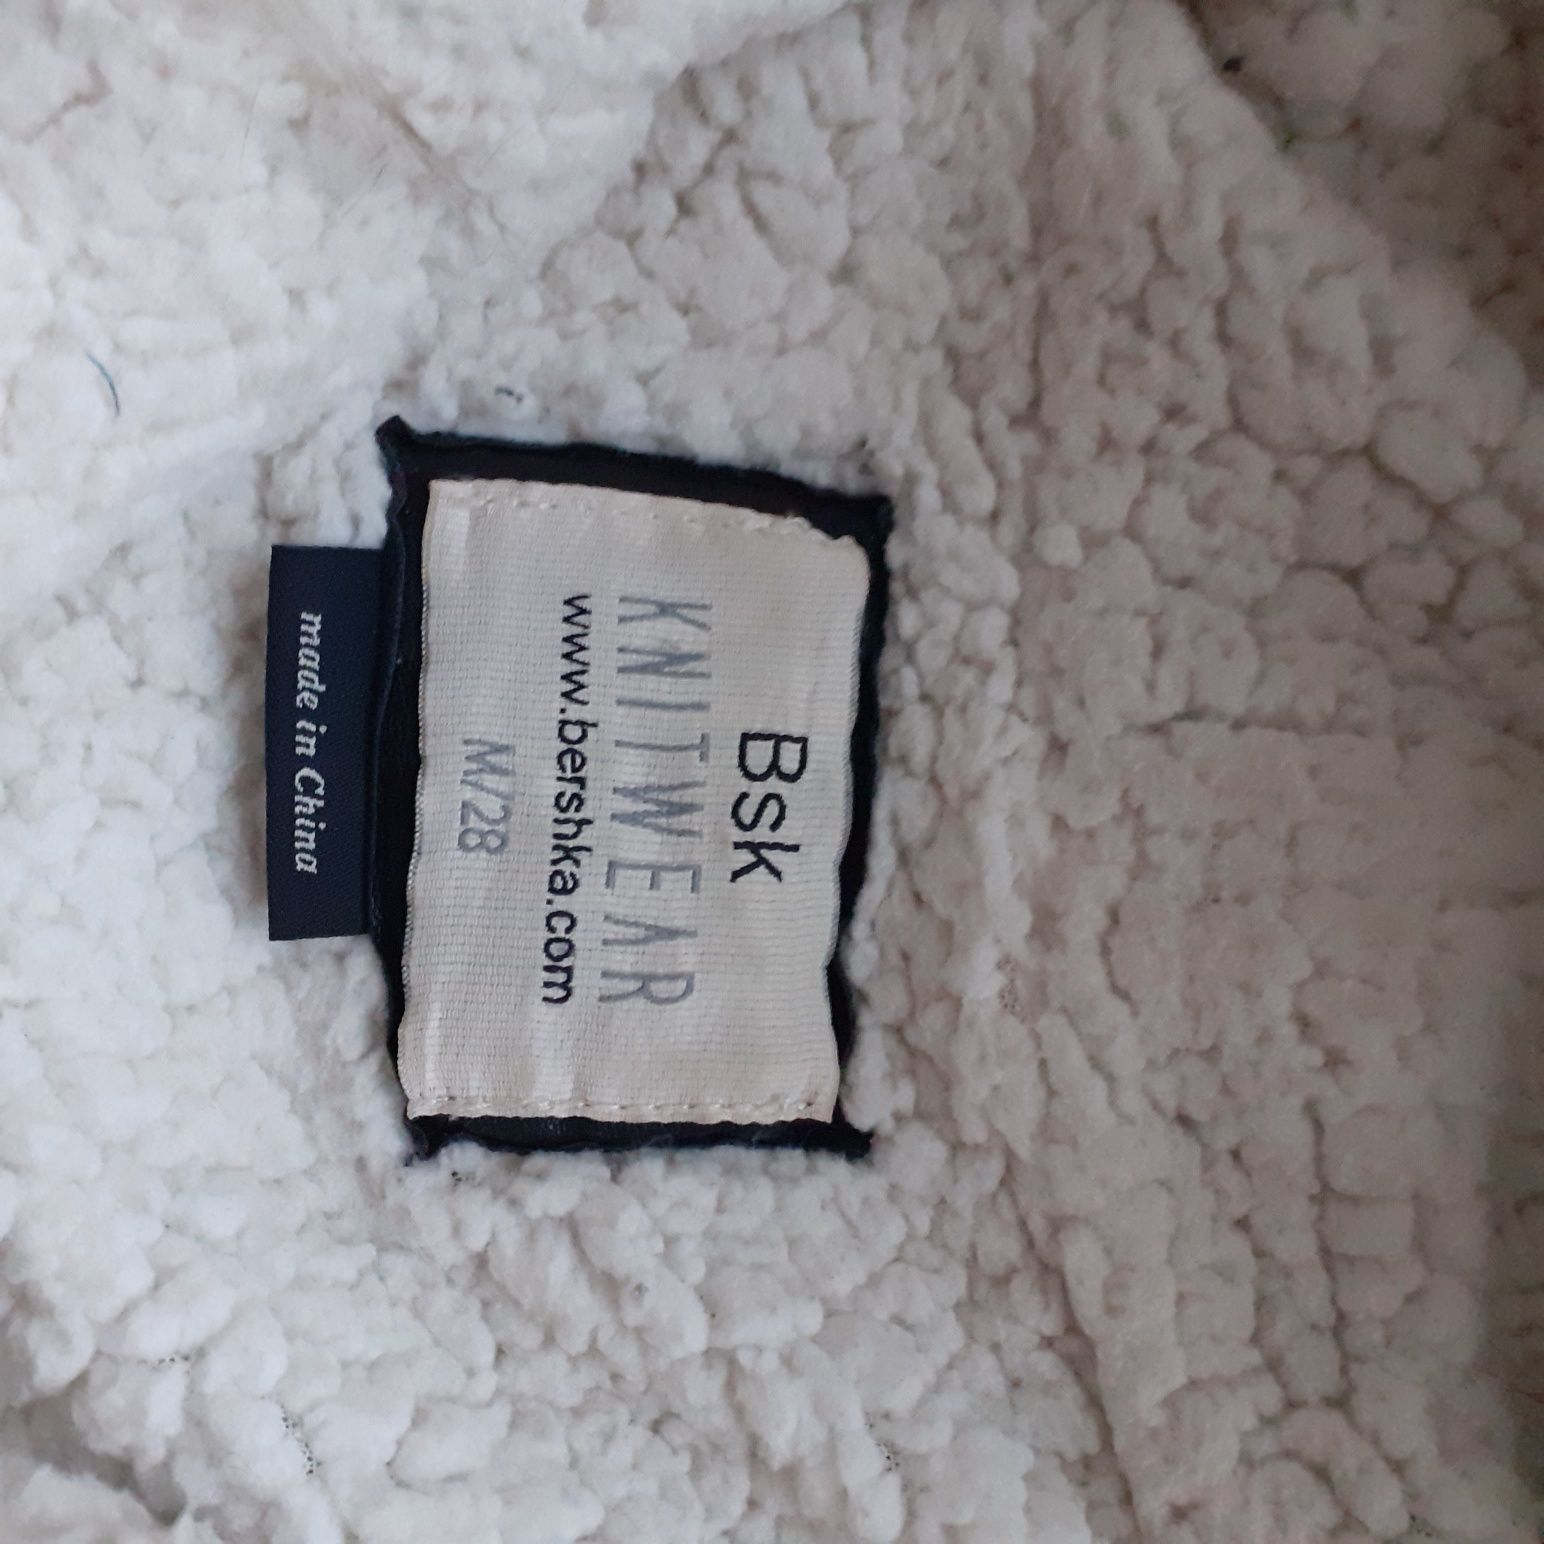 Bsk
KNITWEAR
www.bershka.com
M/28
made in China